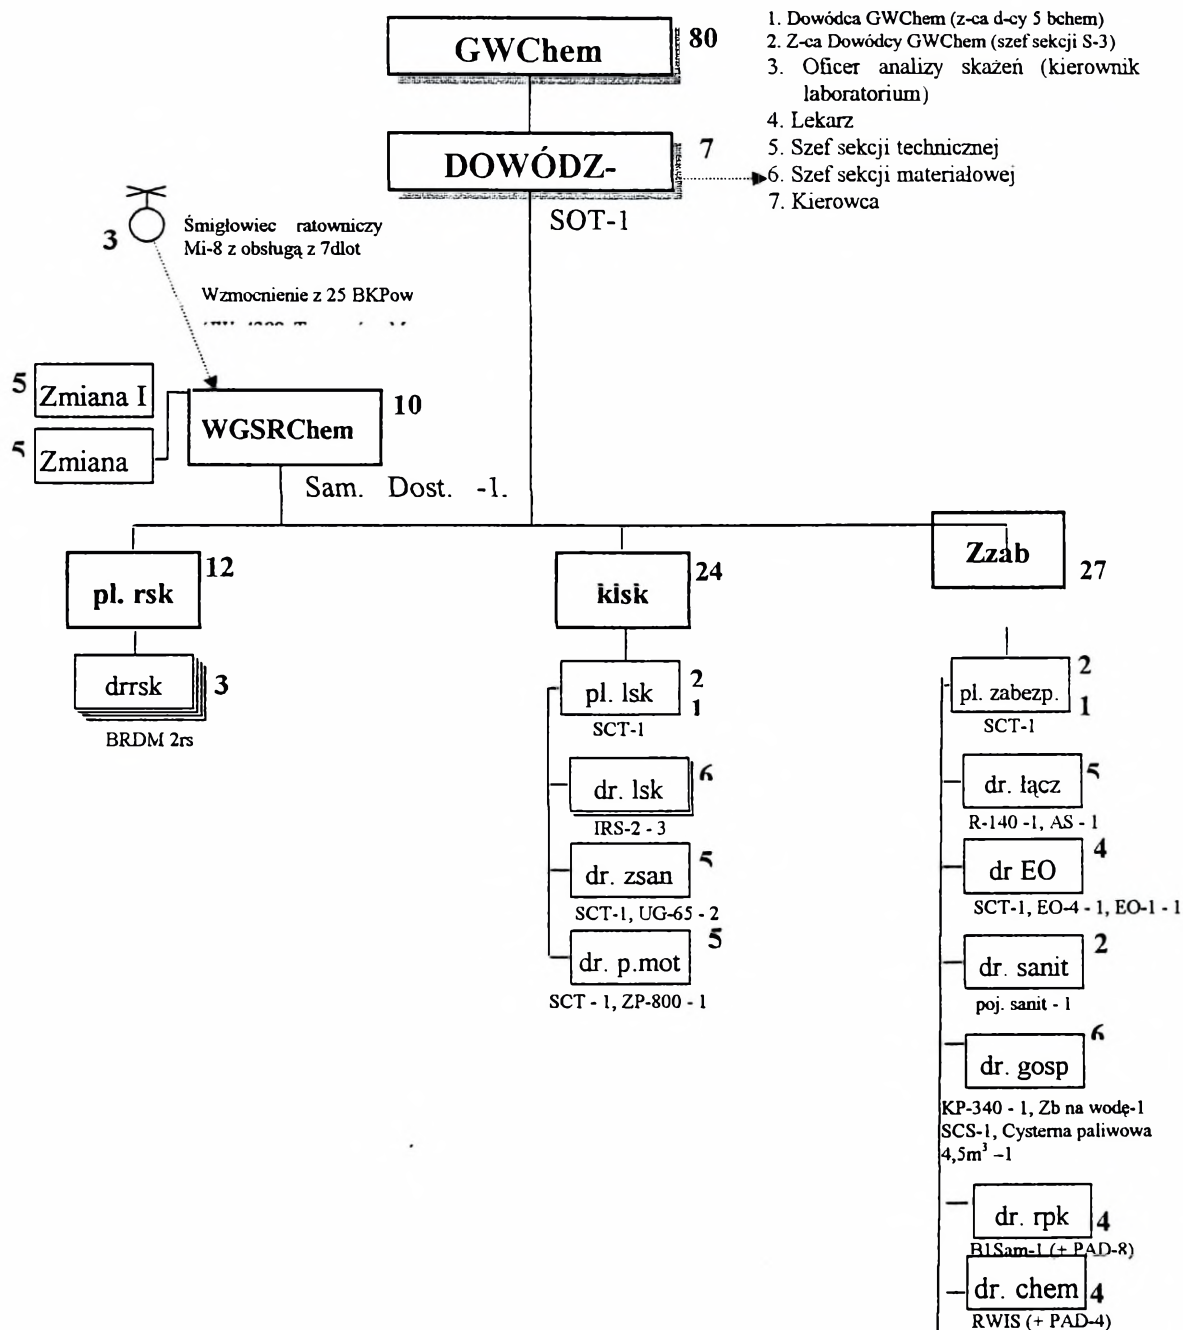 GWChem
80
1. Dowódca GWChem (z-ca d-cy 5 bchem)
2. Z-ca Dowódcy GWChem (szef sekcji S-3)
3. Oficer analizy skażeń (kierownik
laboratorium)
4. Lekarz
5. Szef sekcji technicznej
6. Szef sekcji materiałowej
7. Kierowca
DOWÓDZ-
7
SOT-1
3
Śmigłowiec ratowniczy
Mi-8 z obsługą z 7dlot
Wzmocnienie z 25 BKPow
5
Zmiana I
5
Zmiana
WGSRChem
10
Sam. Dost. -1.
pl. rsk
12
drrsk
3
BRDM 2rs
kisk
24
pl. lsk
2
1
SCT-1
dr. lsk
6
IRS-2 - 3
dr. zsan
5
SCT-1, UG-65 - 2
dr. p.mot
5
SCT - 1, ZP-800 - 1
Zzab
27
pl. zabezp.
2
1
SCT-1
dr. łącz
5
R-140 -1, AS - 1
dr EO
4
SCT-1, EO-4 - 1, EO-1 - 1
dr. sanit
2
poj. sanit - 1
dr. gosp
6
KP-340 - 1, Zb na wodę-1
SCS-1, Cysterna paliwowa
4,5m³ –1
dr. rpk
4
B1Sam-1 (+ PAD-8)
dr. chem
4
RWIS (+ PAD-4)